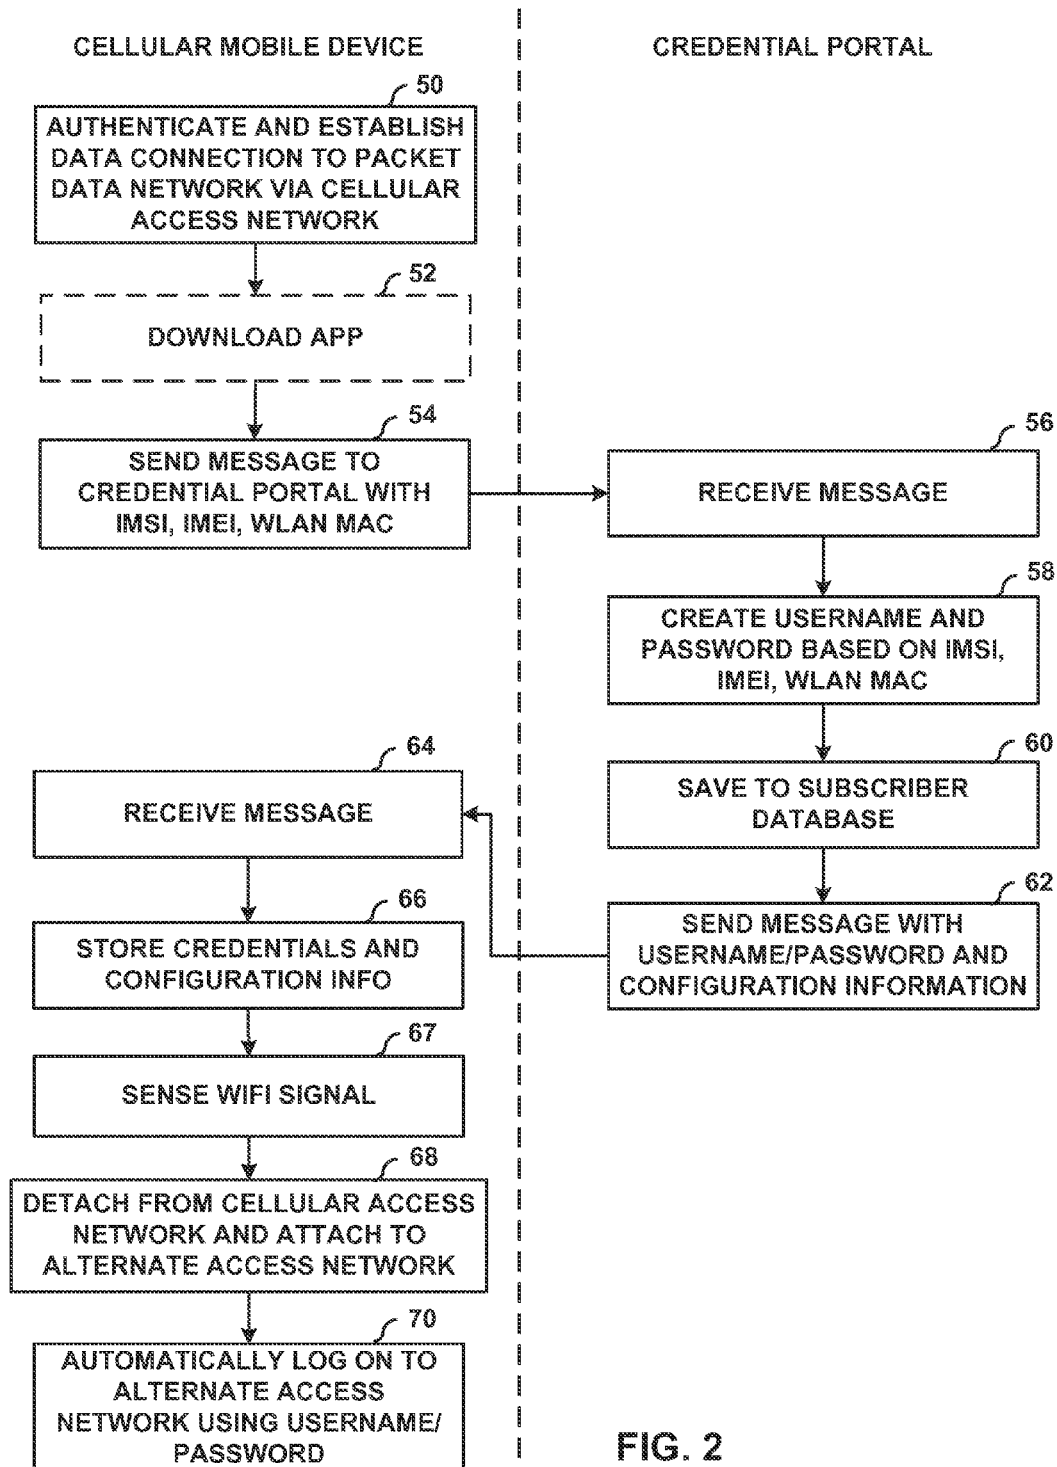 CELLULAR MOBILE DEVICE
CREDENTIAL PORTAL
50
AUTHENTICATE AND ESTABLISH
DATA CONNECTION TO PACKET
DATA NETWORK VIA CELLULAR
ACCESS NETWORK
52
DOWNLOAD APP
54
SEND MESSAGE TO
CREDENTIAL PORTAL WITH
IMSI, IMEI, WLAN MAC
56
RECEIVE MESSAGE
58
CREATE USERNAME AND
PASSWORD BASED ON IMSI,
IMEI, WLAN MAC
60
SAVE TO SUBSCRIBER
DATABASE
62
SEND MESSAGE WITH
USERNAME/PASSWORD AND
CONFIGURATION INFORMATION
64
RECEIVE MESSAGE
66
STORE CREDENTIALS AND
CONFIGURATION INFO
67
SENSE WIFI SIGNAL
68
DETACH FROM CELLULAR ACCESS
NETWORK AND ATTACH TO
ALTERNATE ACCESS NETWORK
70
AUTOMATICALLY LOG ON TO
ALTERNATE ACCESS
NETWORK USING USERNAME/
PASSWORD
FIG. 2